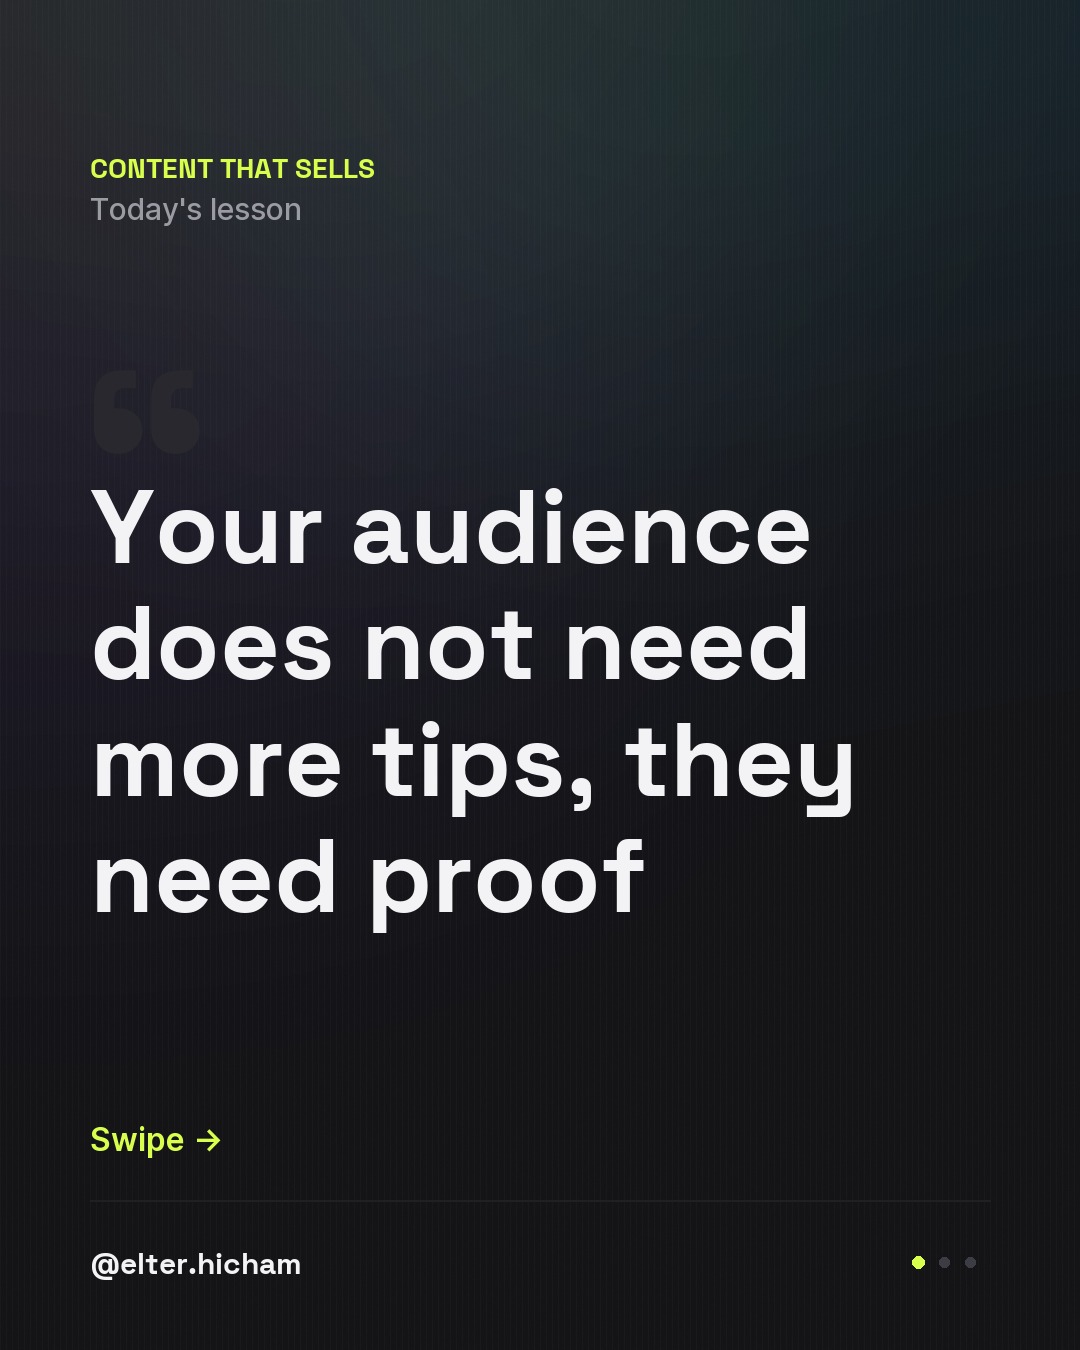 CONTENT THAT SELLS
Today's lesson
“
Your audience
does not need
more tips, they
need proof
Swipe →
@elter.hicham